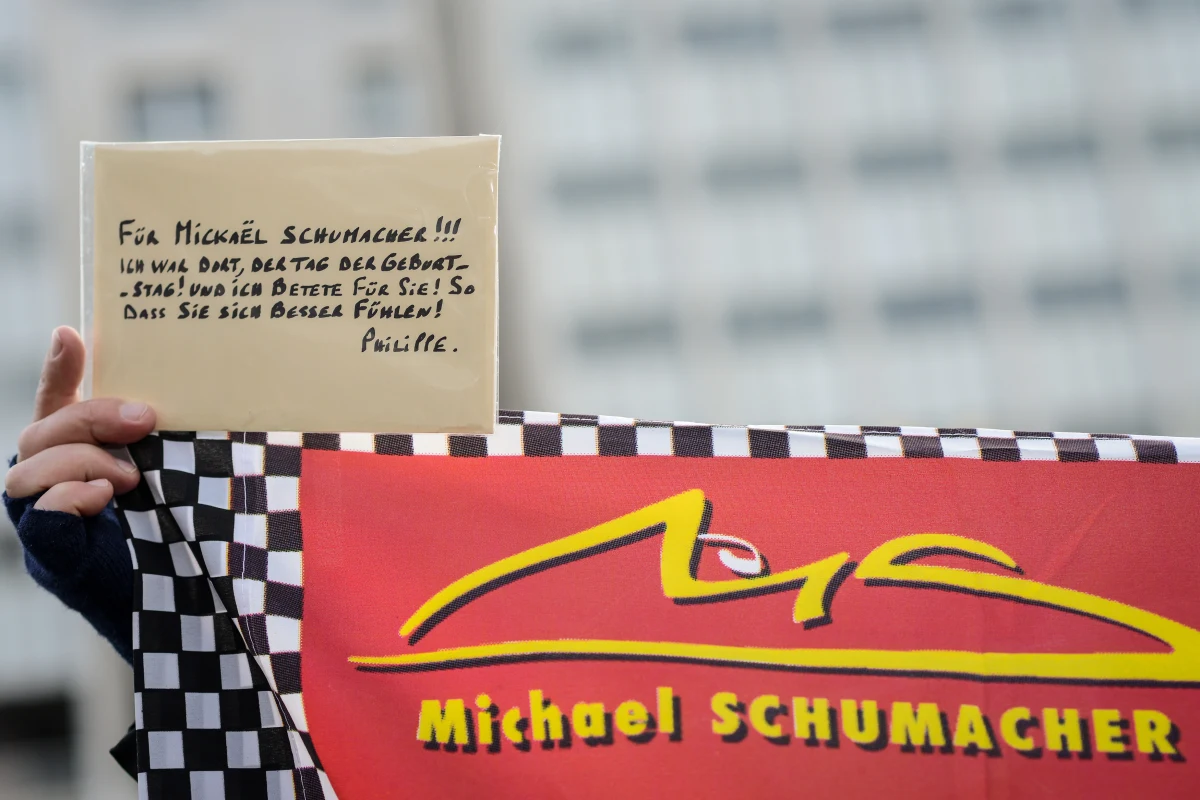 FÜR MICKAËL SCHUMACHER!!!
ICH WAR DORT, DER TAG DER GEBURT-
-STAG! UND ICH BETETE FÜR SIE! SO
DASS SIE SICH BESSER FÜHLEN!
PHILIPPE.
Michael SCHUMACHER